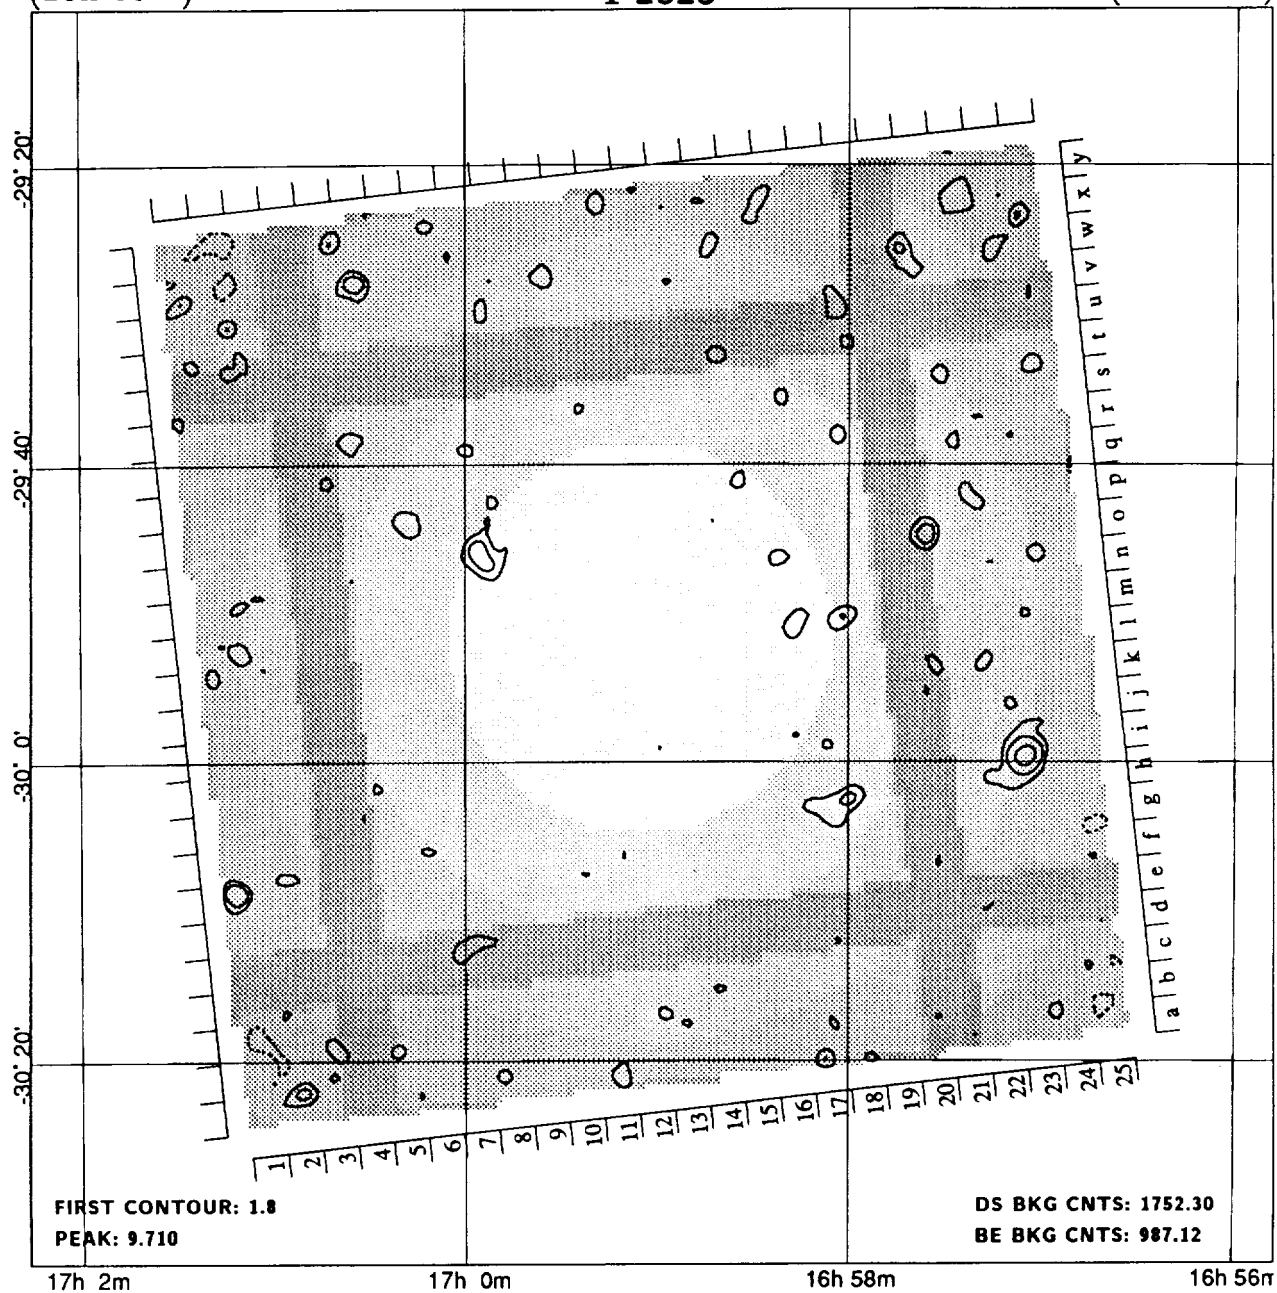 -29° 20'
-29° 40'
-30° 0'
-30° 20'
y
x
w
v
u
t
s
r
q
p
o
n
m
l
k
j
i
h
g
f
e
d
c
b
a
1 2 3 4 5 6 7 8 9 10 11 12 13 14 15 16 17 18 19 20 21 22 23 24 25
FIRST CONTOUR: 1.8
PEAK: 9.710
DS BKG CNTS: 1752.30
BE BKG CNTS: 987.12
17h 2m 17h 0m 16h 58m 16h 56m